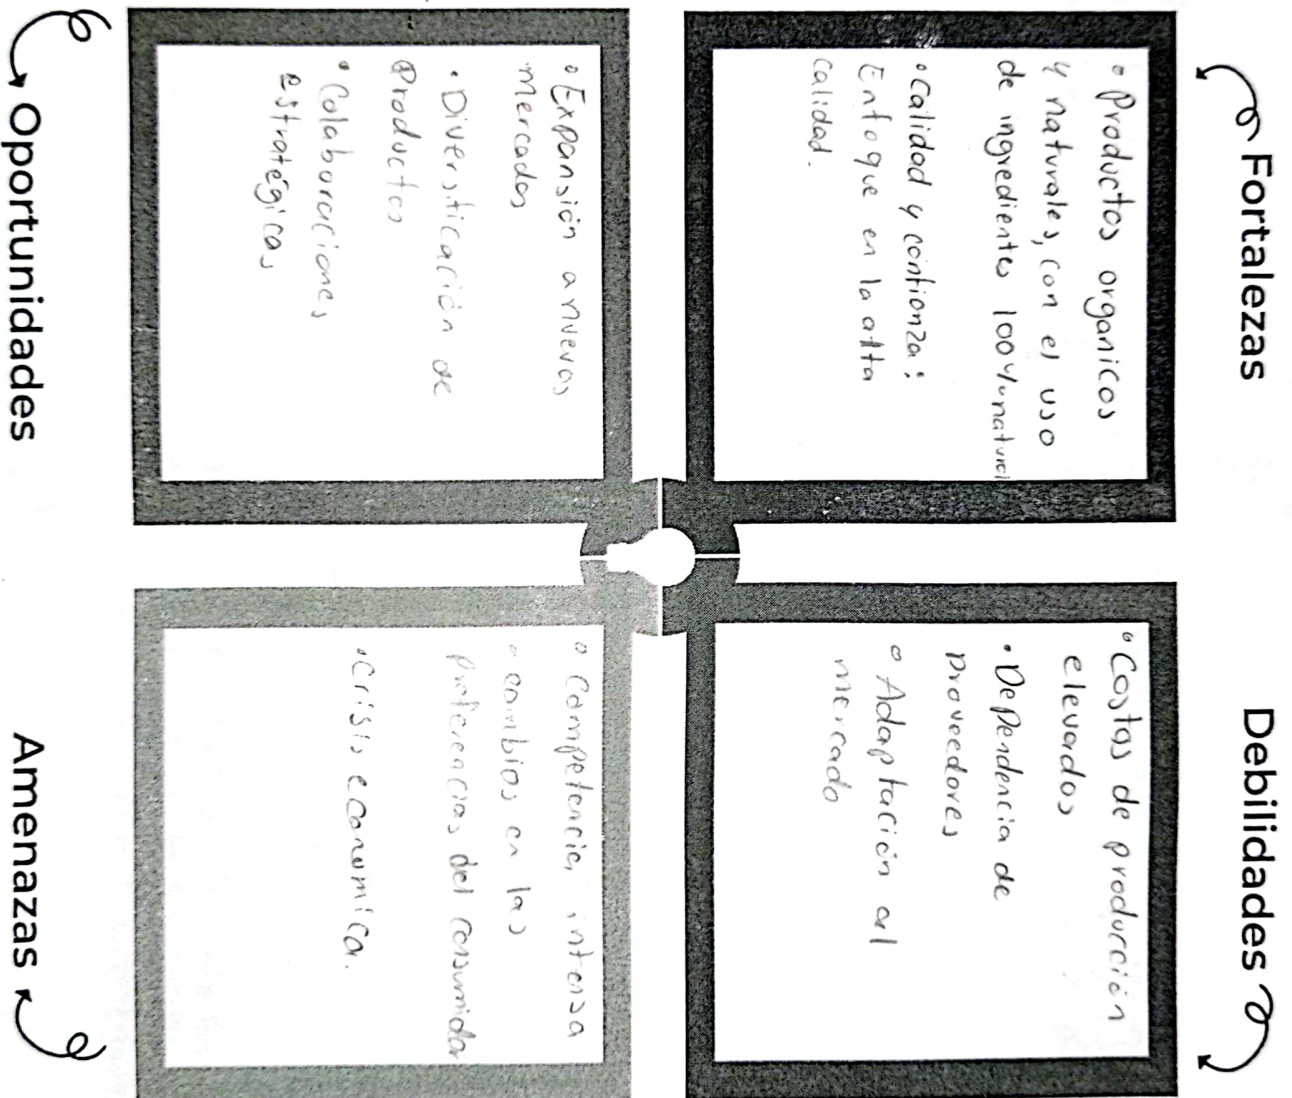 Fortalezas
• Productos organicos
y naturales, con el uso
de ingredientes 100% natural
• Calidad y confianza:
Enfoque en la alta
calidad.
Debilidades
• Costos de producción
elevados
• Dependencia de
proveedores
• Adaptación al
mercado
Oportunidades
• Expansión a nuevos
mercados
• Diversificación de
Productos
• Colaboraciones
estratégicas
Amenazas
• Competencia intensa
• cambios en las
preferencias del consumidor
• Crisis economica.